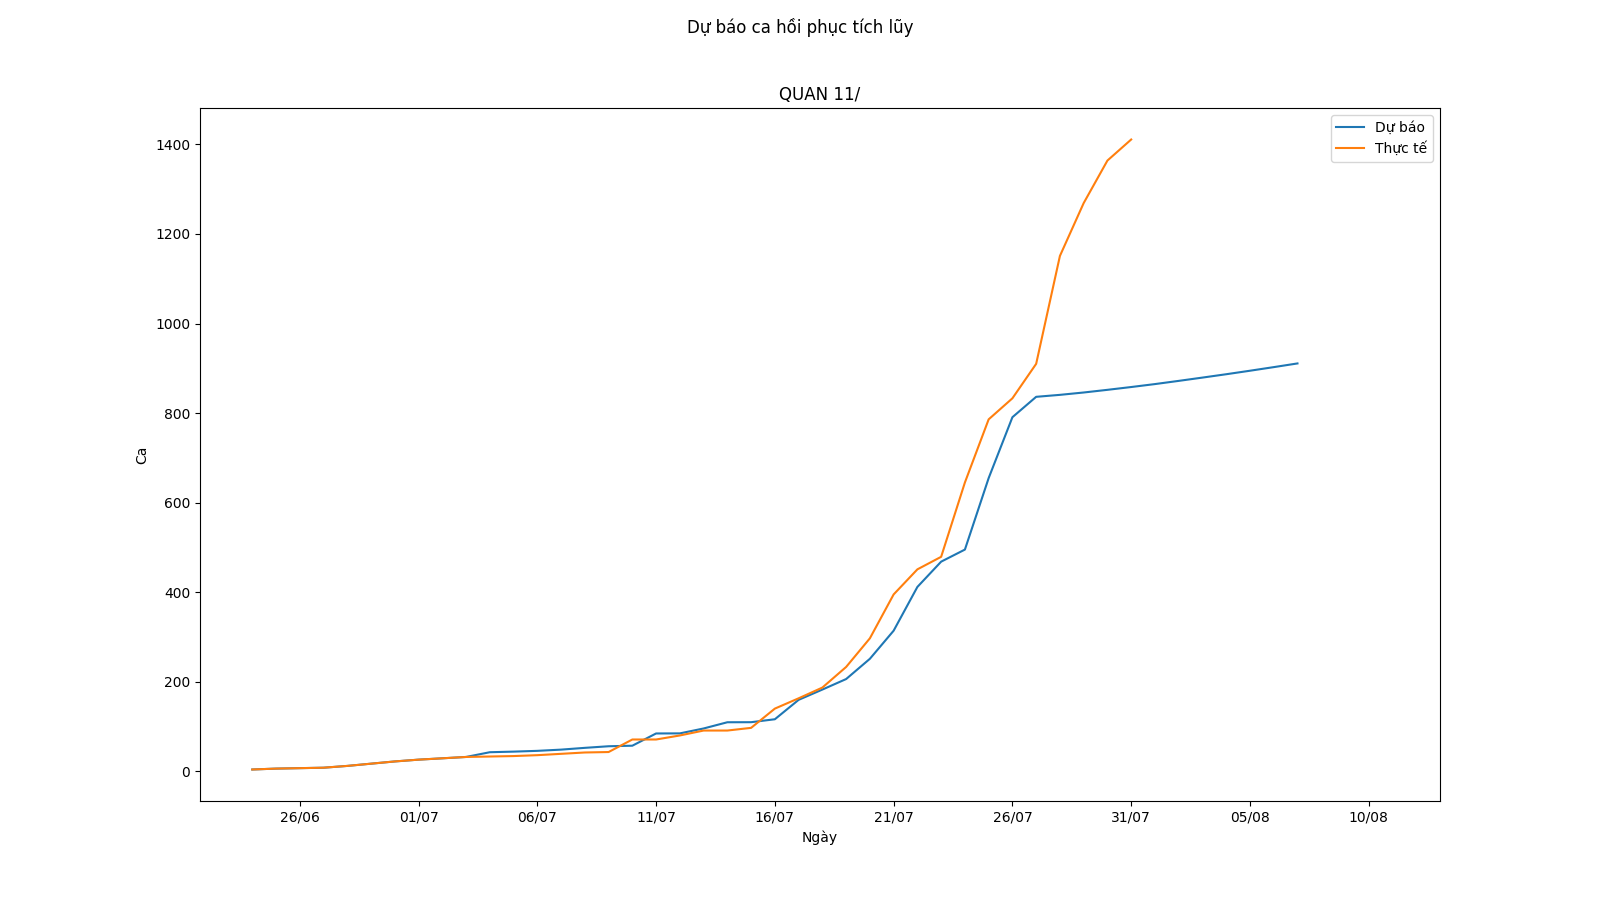 Dự báo ca hồi phục tích lũy
QUAN 11/
Dự báo
Thực tế
1400
1200
1000
800
600
400
200
0
Ca
26/06 01/07 06/07 11/07 16/07 21/07 26/07 31/07 05/08 10/08
Ngày